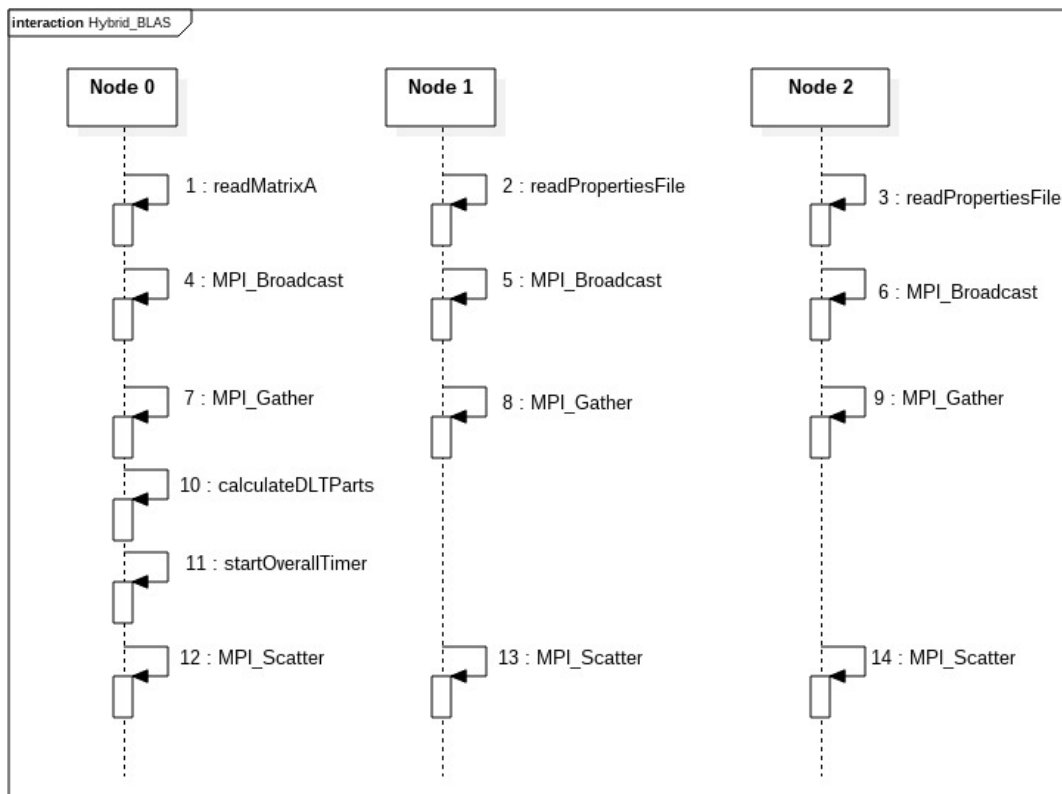 interaction Hybrid_BLAS
Node 0
Node 1
Node 2
1 : readMatrixA
2 : readPropertiesFile
3 : readPropertiesFile
4 : MPI_Broadcast
5 : MPI_Broadcast
6 : MPI_Broadcast
7 : MPI_Gather
8 : MPI_Gather
9 : MPI_Gather
10 : calculateDLTParts
11 : startOverallTimer
12 : MPI_Scatter
13 : MPI_Scatter
14 : MPI_Scatter